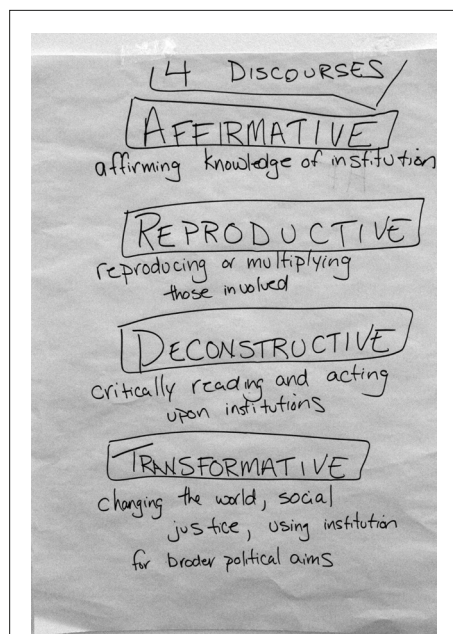 4 DISCOURSES
AFFIRMATIVE
affirming knowledge of institution
REPRODUCTIVE
reproducing or multiplying
those involved
DECONSTRUCTIVE
critically reading and acting
upon institutions
TRANSFORMATIVE
changing the world, social
justice, using institution
for broder political aims